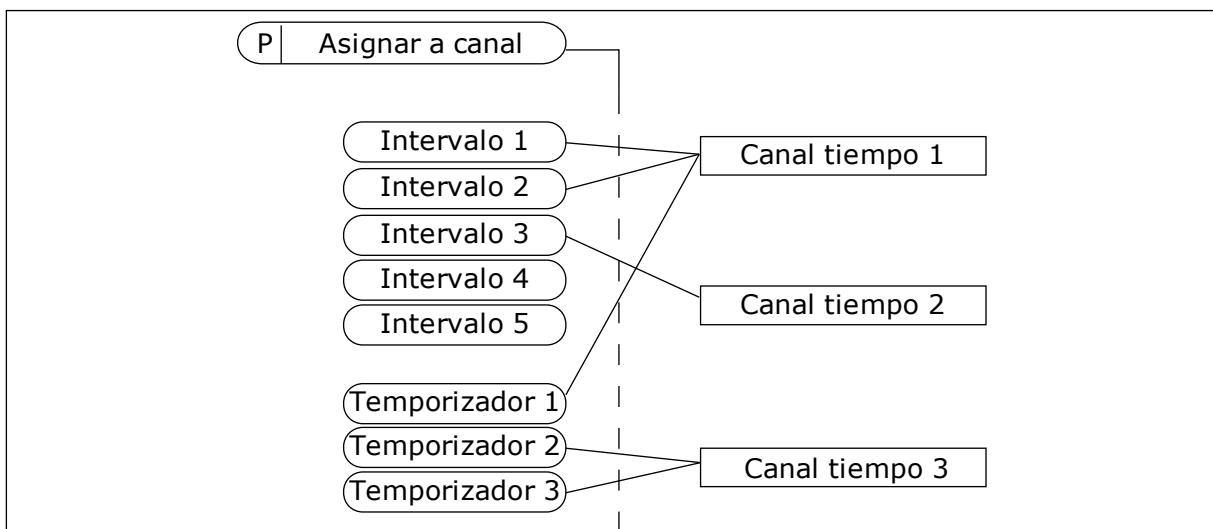 P Asignar a canal
Intervalo 1
Intervalo 2
Intervalo 3
Intervalo 4
Intervalo 5
Temporizador 1
Temporizador 2
Temporizador 3
Canal tiempo 1
Canal tiempo 2
Canal tiempo 3